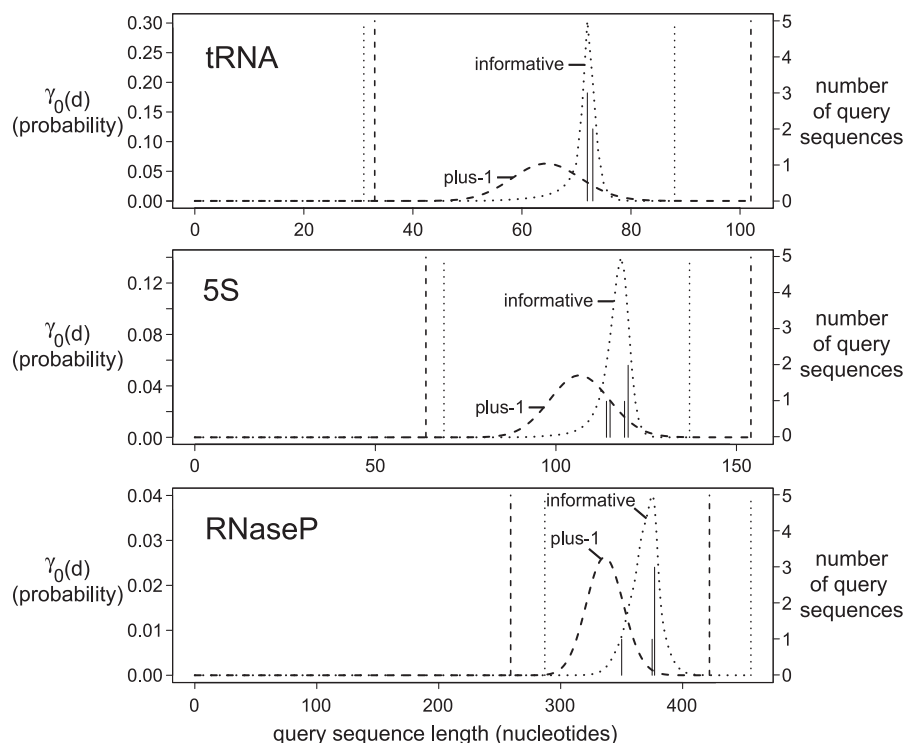 0.30
0.25
0.20
0.15
0.10
0.05
0.00
γ0(d)
(probability)
tRNA
informative
plus-1
5
4
3
2
1
0
number
of query
sequences
0 20 40 60 80 100
0.12
0.08
0.04
0.00
γ0(d)
(probability)
5S
informative
plus-1
5
4
3
2
1
0
number
of query
sequences
0 50 100 150
0.04
0.03
0.02
0.01
0.00
γ0(d)
(probability)
RNaseP
informative
plus-1
5
4
3
2
1
0
number
of query
sequences
0 100 200 300 400
query sequence length (nucleotides)